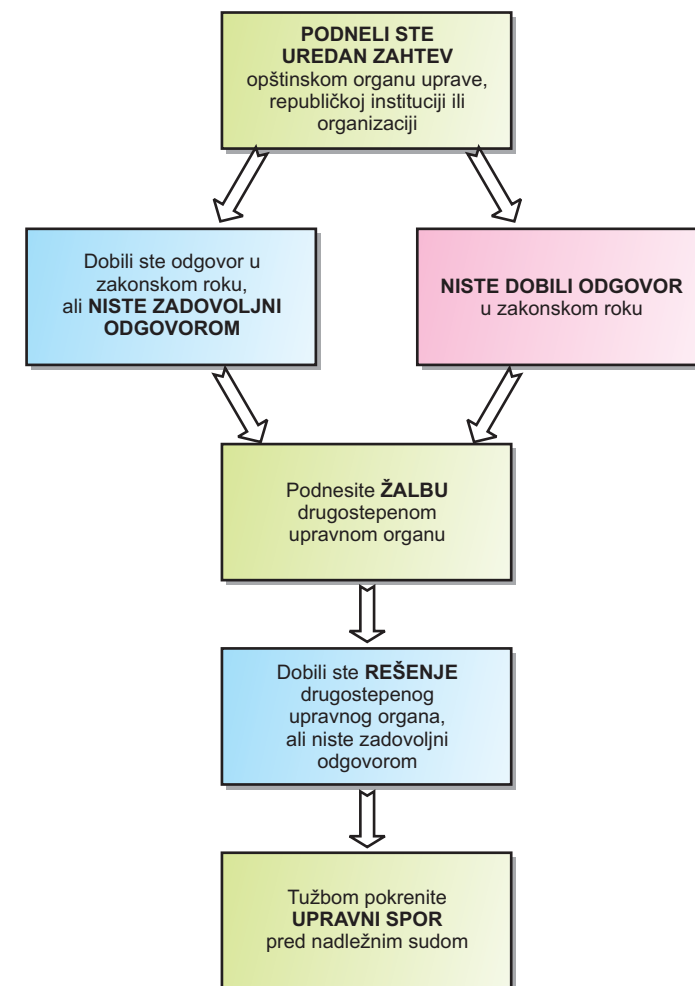 PODNELI STE
UREDAN ZAHTEV
opštinskom organu uprave,
republičkoj instituciji ili
organizaciji
Dobili ste odgovor u
zakonskom roku,
ali NISTE ZADOVOLJNI
ODGOVOROM
NISTE DOBILI ODGOVOR
u zakonskom roku
Podnesite ŽALBU
drugostepenom
upravnom organu
Dobili ste REŠENJE
drugostepenog
upravnog organa,
ali niste zadovoljni
odgovorom
Tužbom pokrenite
UPRAVNI SPOR
pred nadležnim sudom